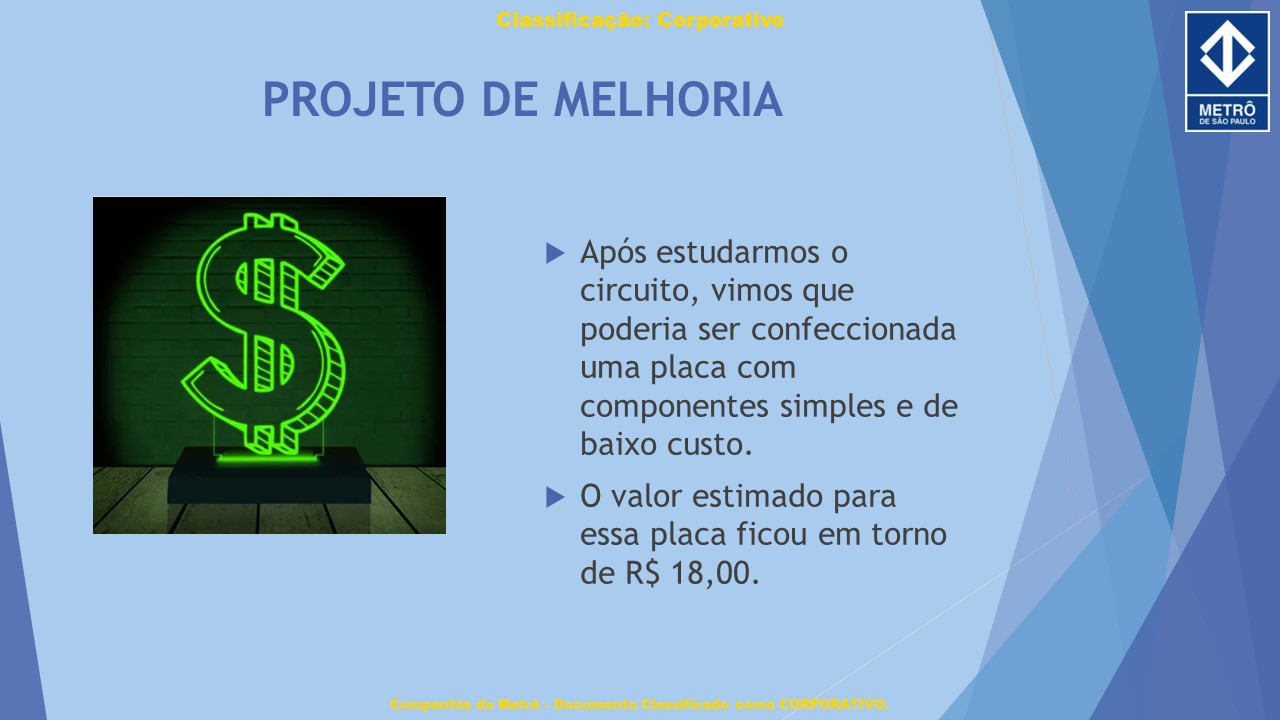 Classificação: Corporativo
METRÔ
DE SÃO PAULO
PROJETO DE MELHORIA
Após estudarmos o
circuito, vimos que
poderia ser confeccionada
uma placa com
componentes simples e de
baixo custo.
O valor estimado para
essa placa ficou em torno
de R$ 18,00.
Companhia do Metrô - Documento Classificado como CORPORATIVO.